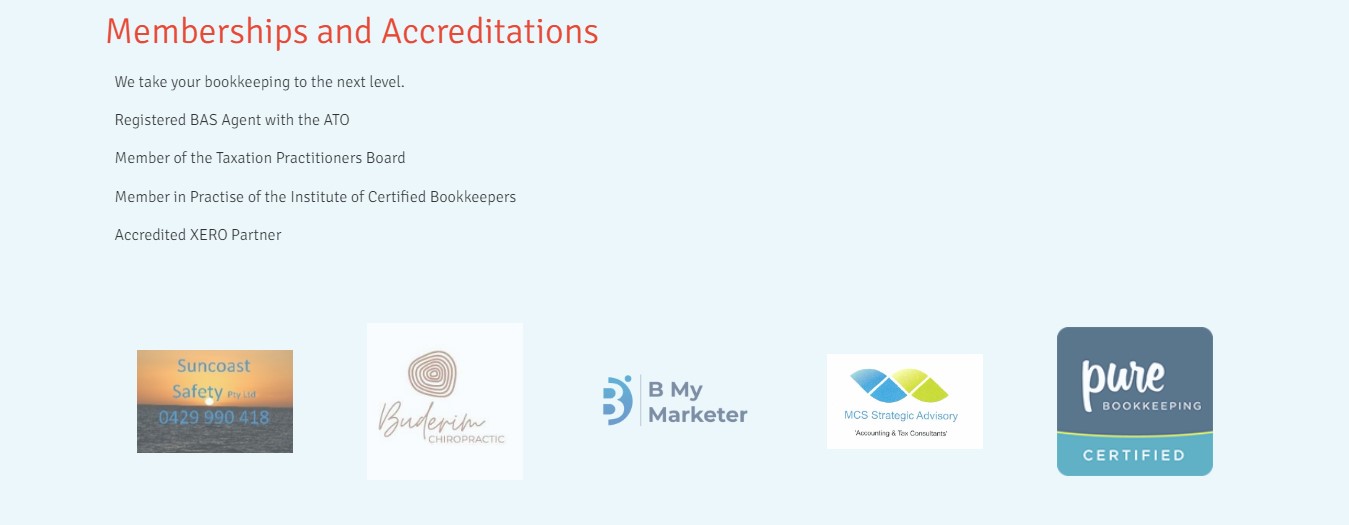 Memberships and Accreditations
We take your bookkeeping to the next level.
Registered BAS Agent with the ATO
Member of the Taxation Practitioners Board
Member in Practise of the Institute of Certified Bookkeepers
Accredited XERO Partner
Suncoast
Safety Pty Ltd
0429 990 418
Buderim
CHIROPRACTIC
B My
Marketer
MCS Strategic Advisory
'Accounting & Tax Consultants'
pure
BOOKKEEPING
CERTIFIED